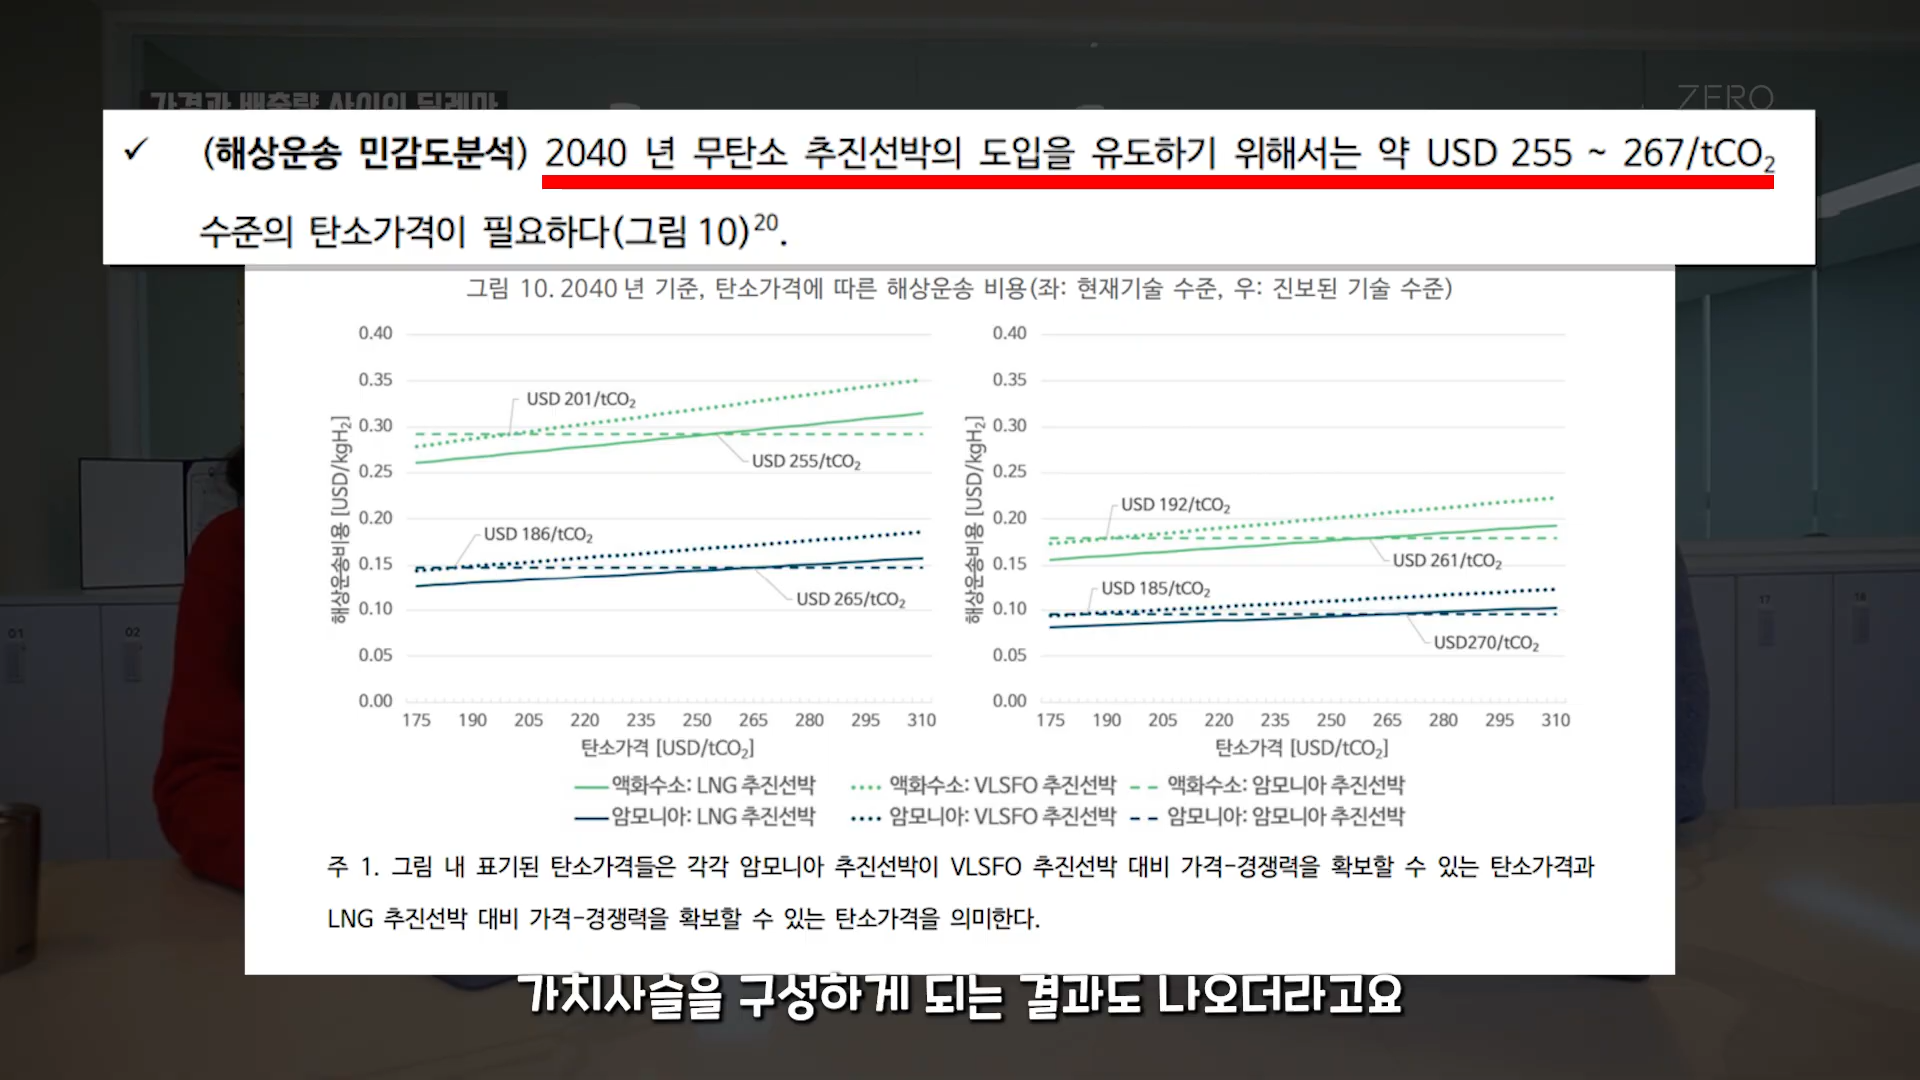 가격과 배출량 사이의 딜레마
ZERO
✓ (해상운송 민감도분석) 2040 년 무탄소 추진선박의 도입을 유도하기 위해서는 약 USD 255 ~ 267/tCO₂
수준의 탄소가격이 필요하다(그림 10)²⁰.
그림 10. 2040 년 기준, 탄소가격에 따른 해상운송 비용(좌: 현재기술 수준, 우: 진보된 기술 수준)
해상운송비용 [USD/kgH₂]
0.40
0.35
0.30
0.25
0.20
0.15
0.10
0.05
0.00
USD 201/tCO₂
USD 255/tCO₂
USD 186/tCO₂
USD 265/tCO₂
175 190 205 220 235 250 265 280 295 310
탄소가격 [USD/tCO₂]
해상운송비용 [USD/kgH₂]
0.40
0.35
0.30
0.25
0.20
0.15
0.10
0.05
0.00
USD 192/tCO₂
USD 261/tCO₂
USD 185/tCO₂
USD270/tCO₂
175 190 205 220 235 250 265 280 295 310
탄소가격 [USD/tCO₂]
액화수소: LNG 추진선박 액화수소: VLSFO 추진선박 액화수소: 암모니아 추진선박
암모니아: LNG 추진선박 암모니아: VLSFO 추진선박 암모니아: 암모니아 추진선박
주 1. 그림 내 표기된 탄소가격들은 각각 암모니아 추진선박이 VLSFO 추진선박 대비 가격-경쟁력을 확보할 수 있는 탄소가격과
LNG 추진선박 대비 가격-경쟁력을 확보할 수 있는 탄소가격을 의미한다.
01
02
17
18
가치사슬을 구성하게 되는 결과도 나오더라고요